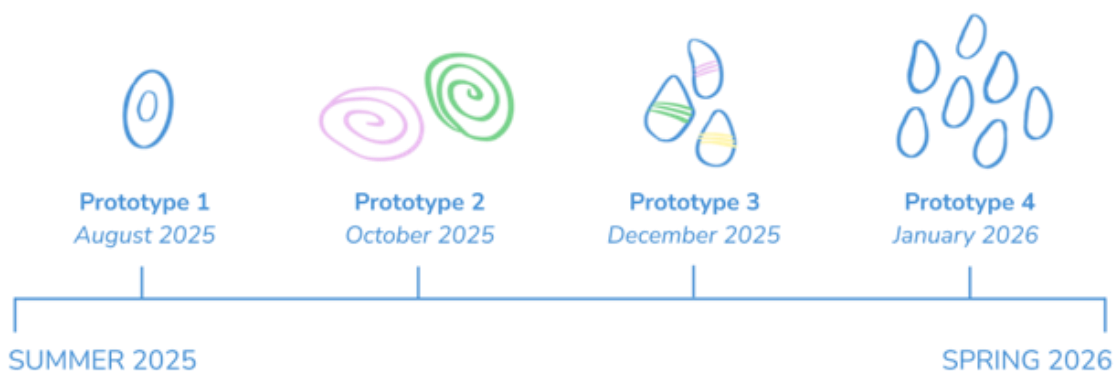 Prototype 1
August 2025
Prototype 2
October 2025
Prototype 3
December 2025
Prototype 4
January 2026
SUMMER 2025
SPRING 2026